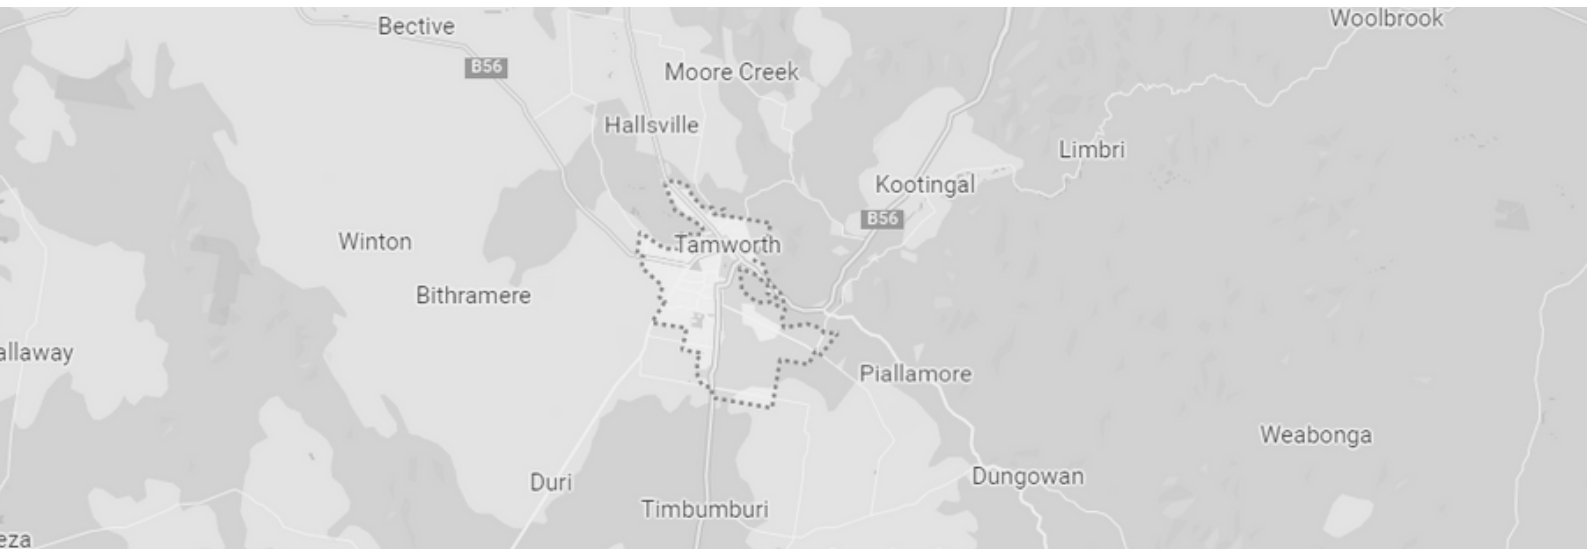 Woolbrook
Bective
B56
Moore Creek
Hallsville
Limbri
Kootingal
B56
Winton
Tamworth
Bithramere
allaway
Piallamore
Weabonga
Duri
Dungowan
Timbumburi
eza